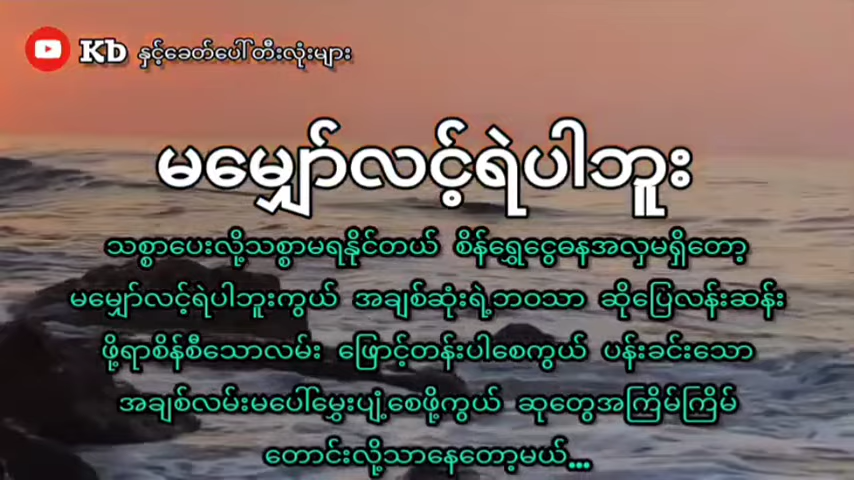 Kb နှင့်ခေတ်ပေါ်တီးလုံးများ
မမျှော်လင့်ရဲပါဘူး
သစ္စာပေးလို့သစ္စာမရနိုင်တယ် စိန်ရွှေငွေဓနအလှမရှိတော့
မမျှော်လင့်ရဲပါဘူးကွယ် အချစ်ဆုံးရဲ့ဘဝသာ ဆိုပြေလန်းဆန်း
ဖို့ရာစိန်စီသောလမ်း ဖြောင့်တန်းပါစေကွယ် ပန်းခင်းသော
အချစ်လမ်းမပေါ်မွှေးပျံ့စေဖို့ကွယ် ဆုတွေအကြိမ်ကြိမ်
တောင်းလို့သာနေတော့မယ်...